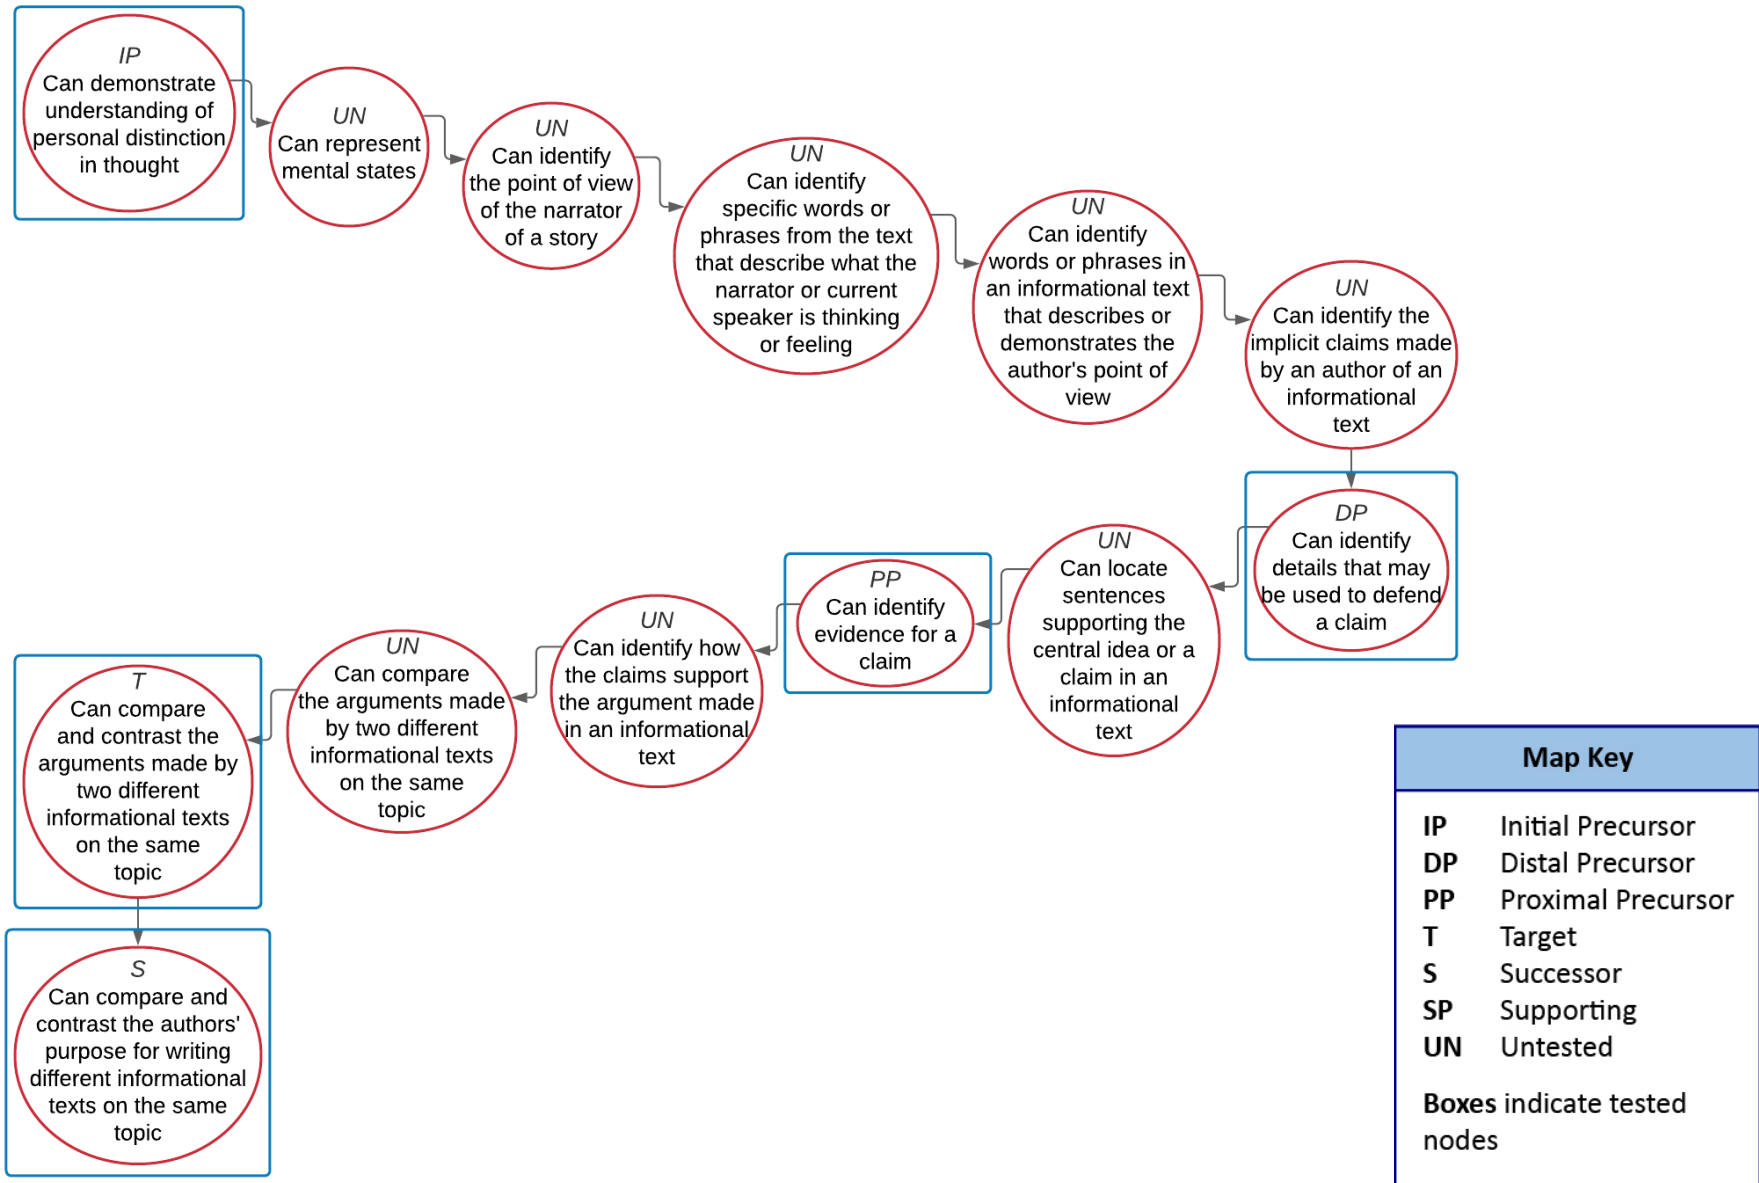 IP
Can demonstrate
understanding of
personal distinction
in thought
UN
Can represent
mental states
UN
Can identify
the point of view
of the narrator
of a story
UN
Can identify
specific words or
phrases from the text
that describe what the
narrator or current
speaker is thinking
or feeling
UN
Can identify
words or phrases in
an informational text
that describes or
demonstrates the
author's point of
view
UN
Can identify the
implicit claims made
by an author of an
informational
text
DP
Can identify
details that may
be used to defend
a claim
UN
Can locate
sentences
supporting the
central idea or a
claim in an
informational
text
PP
Can identify
evidence for a
claim
UN
Can identify how
the claims support
the argument made
in an informational
text
UN
Can compare
the arguments made
by two different
informational texts
on the same
topic
T
Can compare
and contrast the
arguments made by
two different
informational texts
on the same
topic
S
Can compare and
contrast the authors'
purpose for writing
different informational
texts on the same
topic
Map Key
IP Initial Precursor
DP Distal Precursor
PP Proximal Precursor
T Target
S Successor
SP Supporting
UN Untested
Boxes indicate tested
nodes